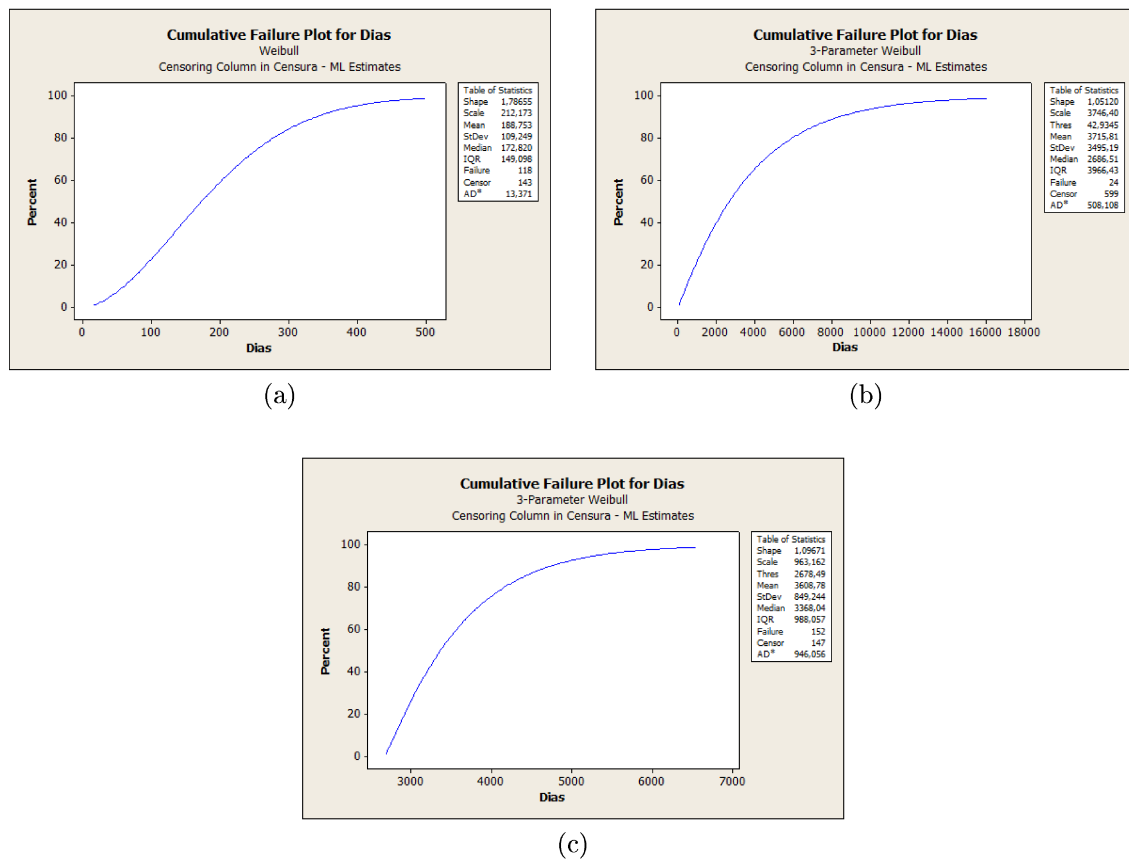 Cumulative Failure Plot for Dias
Weibull
Censoring Column in Censura - ML Estimates
Percent
100
80
60
40
20
0
0 100 200 300 400 500
Dias
Table of Statistics
Shape 1,78655
Scale 212,173
Mean 188,753
StDev 109,249
Median 172,820
IQR 149,098
Failure 118
Censor 143
AD* 13,371
(a)
Cumulative Failure Plot for Dias
3-Parameter Weibull
Censoring Column in Censura - ML Estimates
Percent
100
80
60
40
20
0
0 2000 4000 6000 8000 10000 12000 14000 16000 18000
Dias
Table of Statistics
Shape 1,05120
Scale 3746,40
Thres 42,9345
Mean 3715,81
StDev 3495,19
Median 2686,51
IQR 3966,43
Failure 24
Censor 599
AD* 508,108
(b)
Cumulative Failure Plot for Dias
3-Parameter Weibull
Censoring Column in Censura - ML Estimates
Percent
100
80
60
40
20
0
3000 4000 5000 6000 7000
Dias
Table of Statistics
Shape 1,09671
Scale 963,162
Thres 2678,49
Mean 3608,78
StDev 849,244
Median 3368,04
IQR 988,057
Failure 152
Censor 147
AD* 946,056
(c)